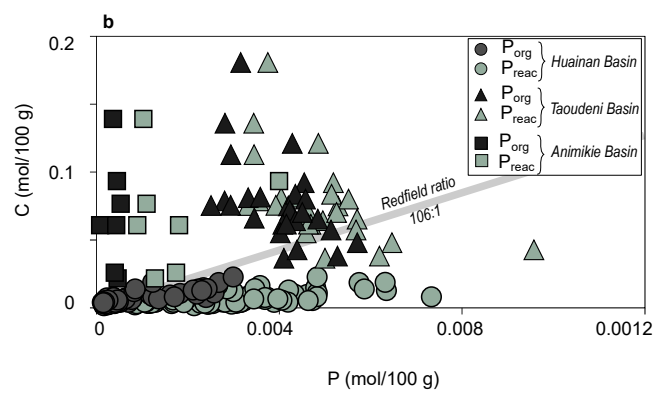 b
0.2
0.1
0
C (mol/100 g)
P_org
P_reac
Huainan Basin
P_org
P_reac
Taoudeni Basin
P_org
P_reac
Animikie Basin
Redfield ratio
106:1
0
0.004
0.008
0.0012
P (mol/100 g)